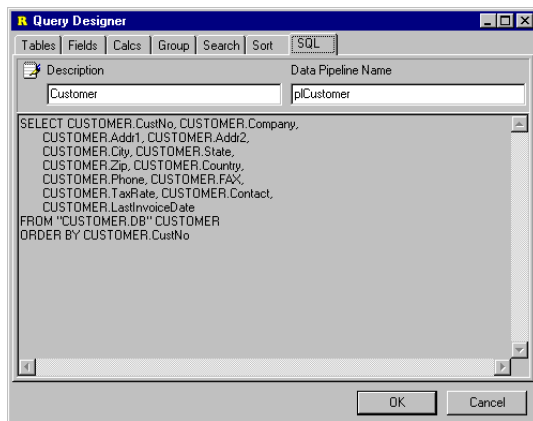 R Query Designer
Tables Fields Calcs Group Search Sort SQL
Description Data Pipeline Name
Customer plCustomer
SELECT CUSTOMER.CustNo, CUSTOMER.Company,
CUSTOMER.Addr1, CUSTOMER.Addr2,
CUSTOMER.City, CUSTOMER.State,
CUSTOMER.Zip, CUSTOMER.Country,
CUSTOMER.Phone, CUSTOMER.FAX,
CUSTOMER.TaxRate, CUSTOMER.Contact,
CUSTOMER.LastInvoiceDate
FROM "CUSTOMER.DB" CUSTOMER
ORDER BY CUSTOMER.CustNo
OK Cancel